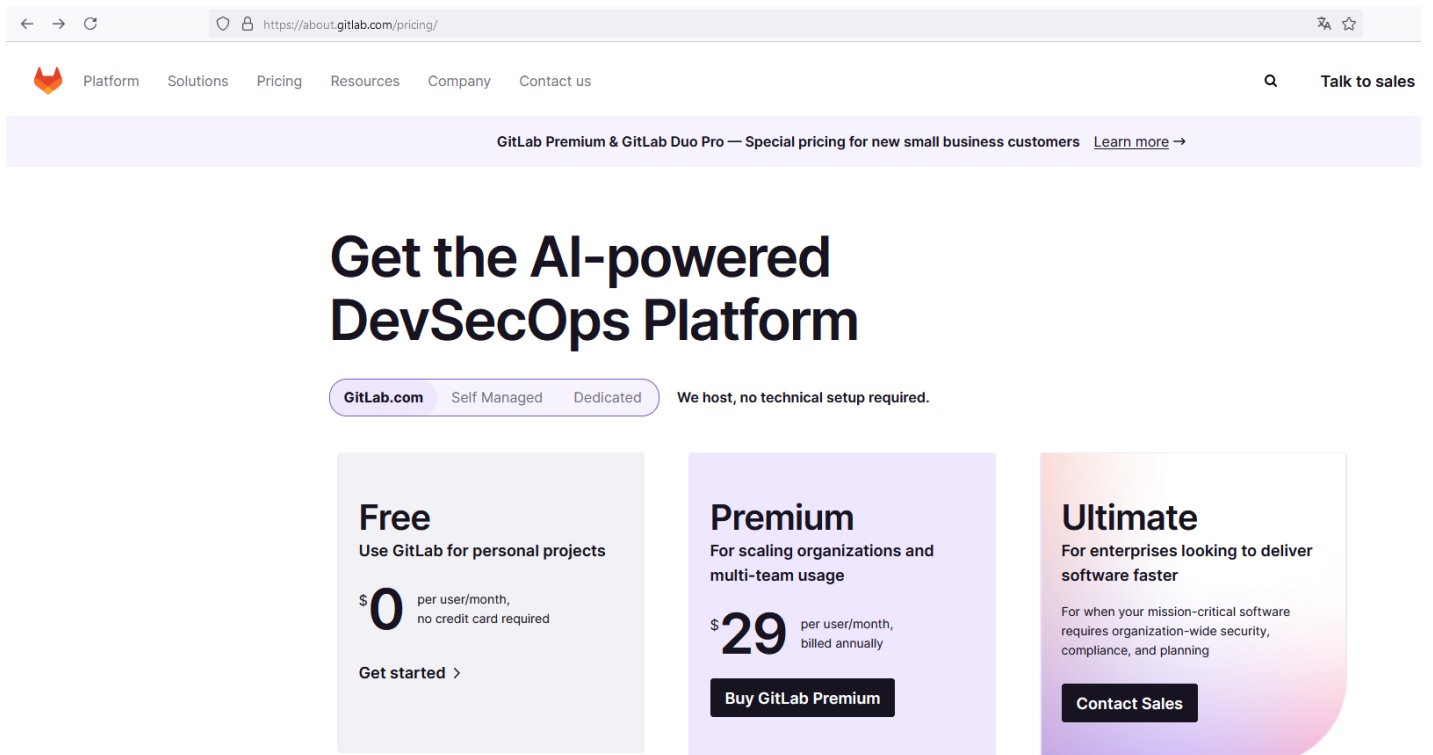 https://about.gitlab.com/pricing/
Platform Solutions Pricing Resources Company Contact us Talk to sales
GitLab Premium & GitLab Duo Pro — Special pricing for new small business customers Learn more →
Get the AI-powered
DevSecOps Platform
GitLab.com Self Managed Dedicated We host, no technical setup required.
Free
Use GitLab for personal projects
$0 per user/month,
no credit card required
Get started >
Premium
For scaling organizations and
multi-team usage
$29 per user/month,
billed annually
Buy GitLab Premium
Ultimate
For enterprises looking to deliver
software faster
For when your mission-critical software
requires organization-wide security,
compliance, and planning
Contact Sales